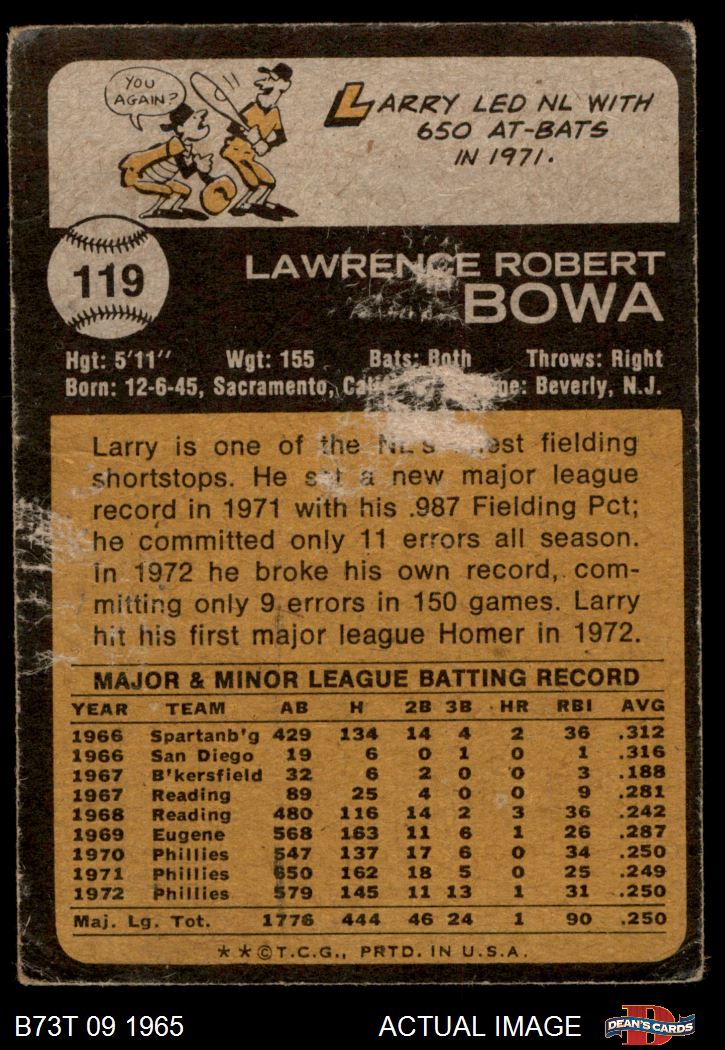 YOU
AGAIN?
LARRY LED NL WITH
650 AT-BATS
IN 1971.
119
LAWRENCE ROBERT
BOWA
Hgt: 5'11" Wgt: 155 Bats: Both Throws: Right
Born: 12-6-45, Sacramento, Beverly, N.J.
Larry is one of the NL's fielding
shortstops. He set a new major league
record in 1971 with his .987 Fielding Pct;
he committed only 11 errors all season.
In 1972 he broke his own record, com-
mitting only 9 errors in 150 games. Larry
hit his first major league Homer in 1972.
MAJOR & MINOR LEAGUE BATTING RECORD
YEAR TEAM AB H 2B 3B HR RBI AVG
1966 Spartanb'g 429 134 14 4 2 36 .312
1966 San Diego 19 6 0 1 0 1 .316
1967 B'kersfield 32 6 2 0 0 3 .188
1967 Reading 89 25 4 0 0 9 .281
1968 Reading 480 116 14 2 3 36 .242
1969 Eugene 568 163 11 6 1 26 .287
1970 Phillies 547 137 17 6 0 34 .250
1971 Phillies 650 162 18 5 0 25 .249
1972 Phillies 579 145 11 13 1 31 .250
Maj. Lg. Tot. 1776 444 46 24 1 90 .250
**©T.C.G., PRTD. IN U.S.A.
B73T 09 1965 ACTUAL IMAGE D DEAN'S CARDS